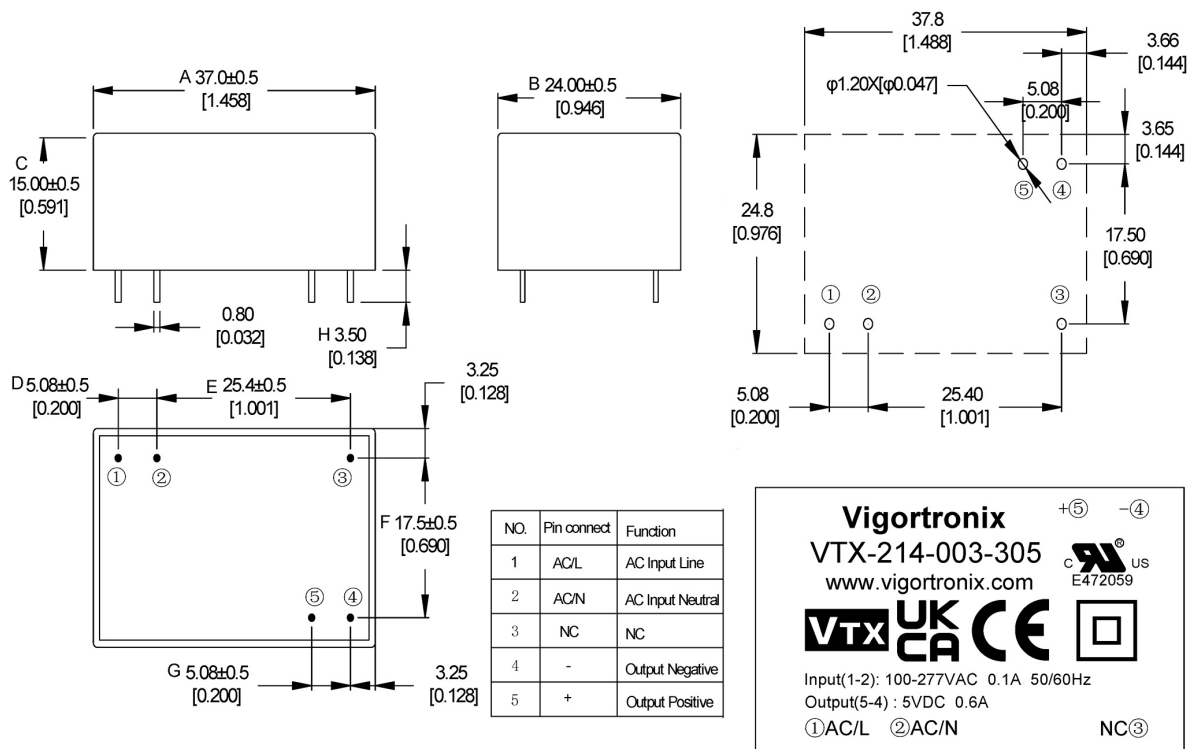 A 37.0±0.5
[1.458]
C
15.00±0.5
[0.591]
0.80
[0.032]
H 3.50
[0.138]
B 24.00±0.5
[0.946]
37.8
[1.488]
3.66
[0.144]
φ1.20X[φ0.047]
5.08
[0.200]
3.65
[0.144]
⑤ ④
24.8
[0.976]
17.50
[0.690]
① ② ③
5.08
[0.200]
25.40
[1.001]
D 5.08±0.5
[0.200]
E 25.4±0.5
[1.001]
3.25
[0.128]
① ② ③
F 17.5±0.5
[0.690]
⑤ ④
G 5.08±0.5
[0.200]
3.25
[0.128]
NO. Pin connect Function
1 AC/L AC Input Line
2 AC/N AC Input Neutral
3 NC NC
4 - Output Negative
5 + Output Positive
Vigortronix +⑤ -④
VTX-214-003-305
C RU ® US
www.vigortronix.com E472059
VTX UK CA CE
Input(1-2): 100-277VAC 0.1A 50/60Hz
Output(5-4) : 5VDC 0.6A
①AC/L ②AC/N NC③